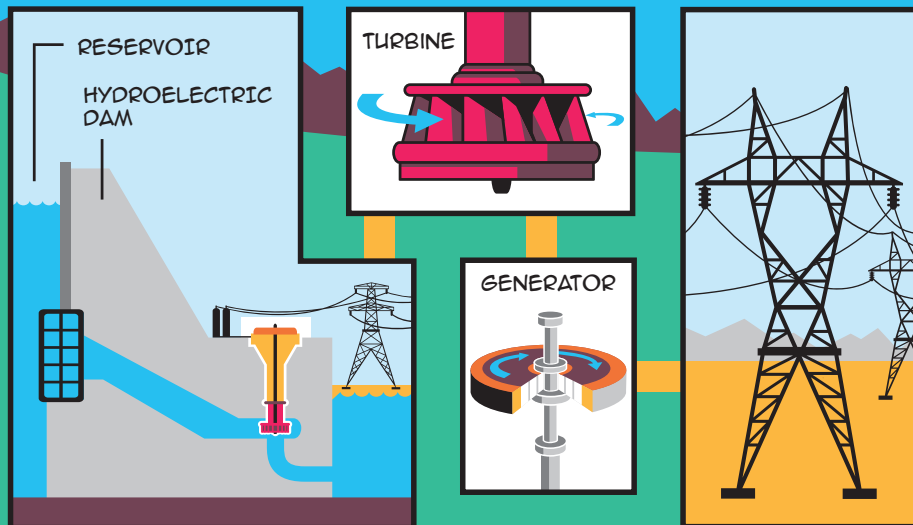 RESERVOIR
HYDROELECTRIC
DAM
TURBINE
GENERATOR